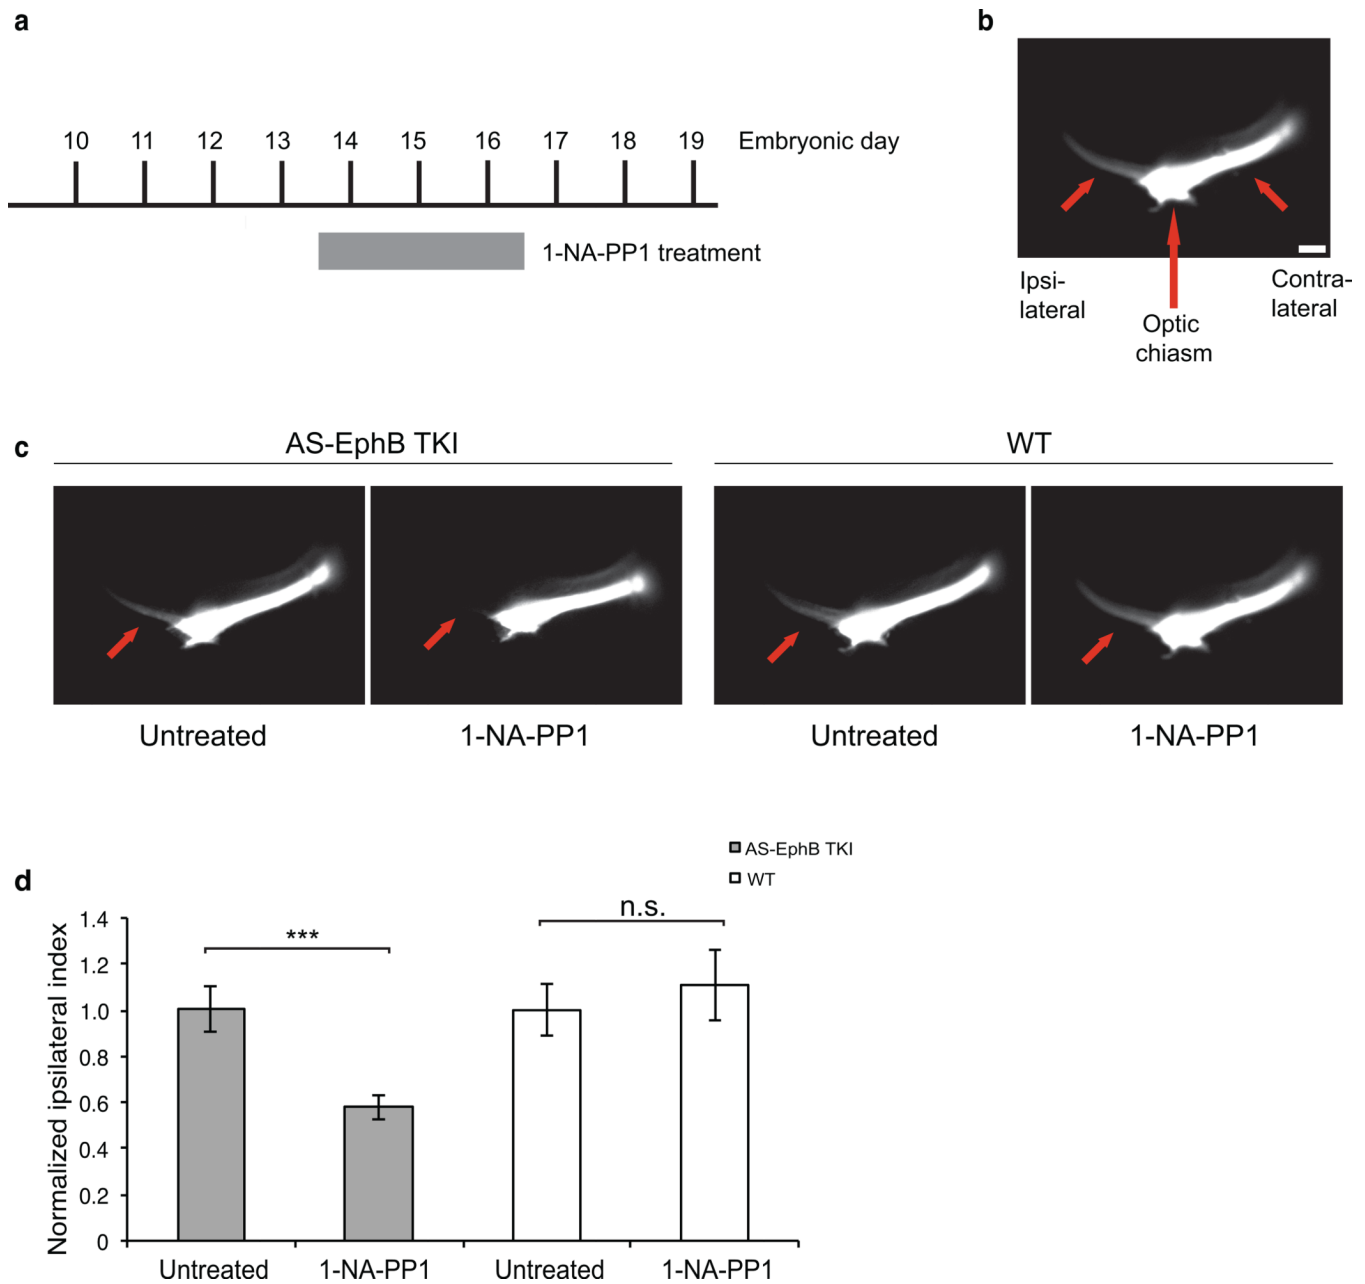 a
10 11 12 13 14 15 16 17 18 19 Embryonic day
1-NA-PP1 treatment
b
Ipsi-
lateral
Optic
chiasm
Contra-
lateral
c
AS-EphB TKI
WT
Untreated
1-NA-PP1
Untreated
1-NA-PP1
d
AS-EphB TKI
WT
Normalized ipsilateral index
1.4
1.2
1.0
0.8
0.6
0.4
0.2
0
***
n.s.
Untreated
1-NA-PP1
Untreated
1-NA-PP1